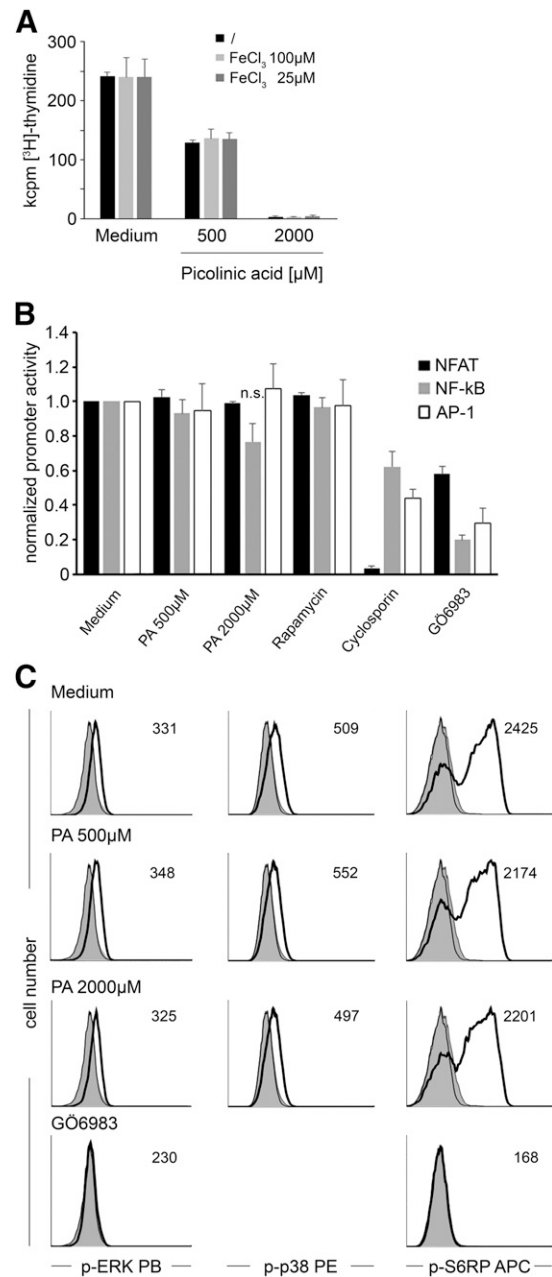 A
300
200
100
0
kcpm [³H]-thymidine
/
FeCl₃ 100µM
FeCl₃ 25µM
Medium
500
2000
Picolinic acid [µM]
B
1.4
1.2
1.0
0.8
0.6
0.4
0.2
0
normalized promoter activity
n.s.
NFAT
NF-kB
AP-1
Medium
PA 500µM
PA 2000µM
Rapamycin
Cyclosporin
GÖ6983
C
Medium
331
509
2425
PA 500µM
348
552
2174
PA 2000µM
325
497
2201
GÖ6983
230
168
cell number
p-ERK PB
p-p38 PE
p-S6RP APC